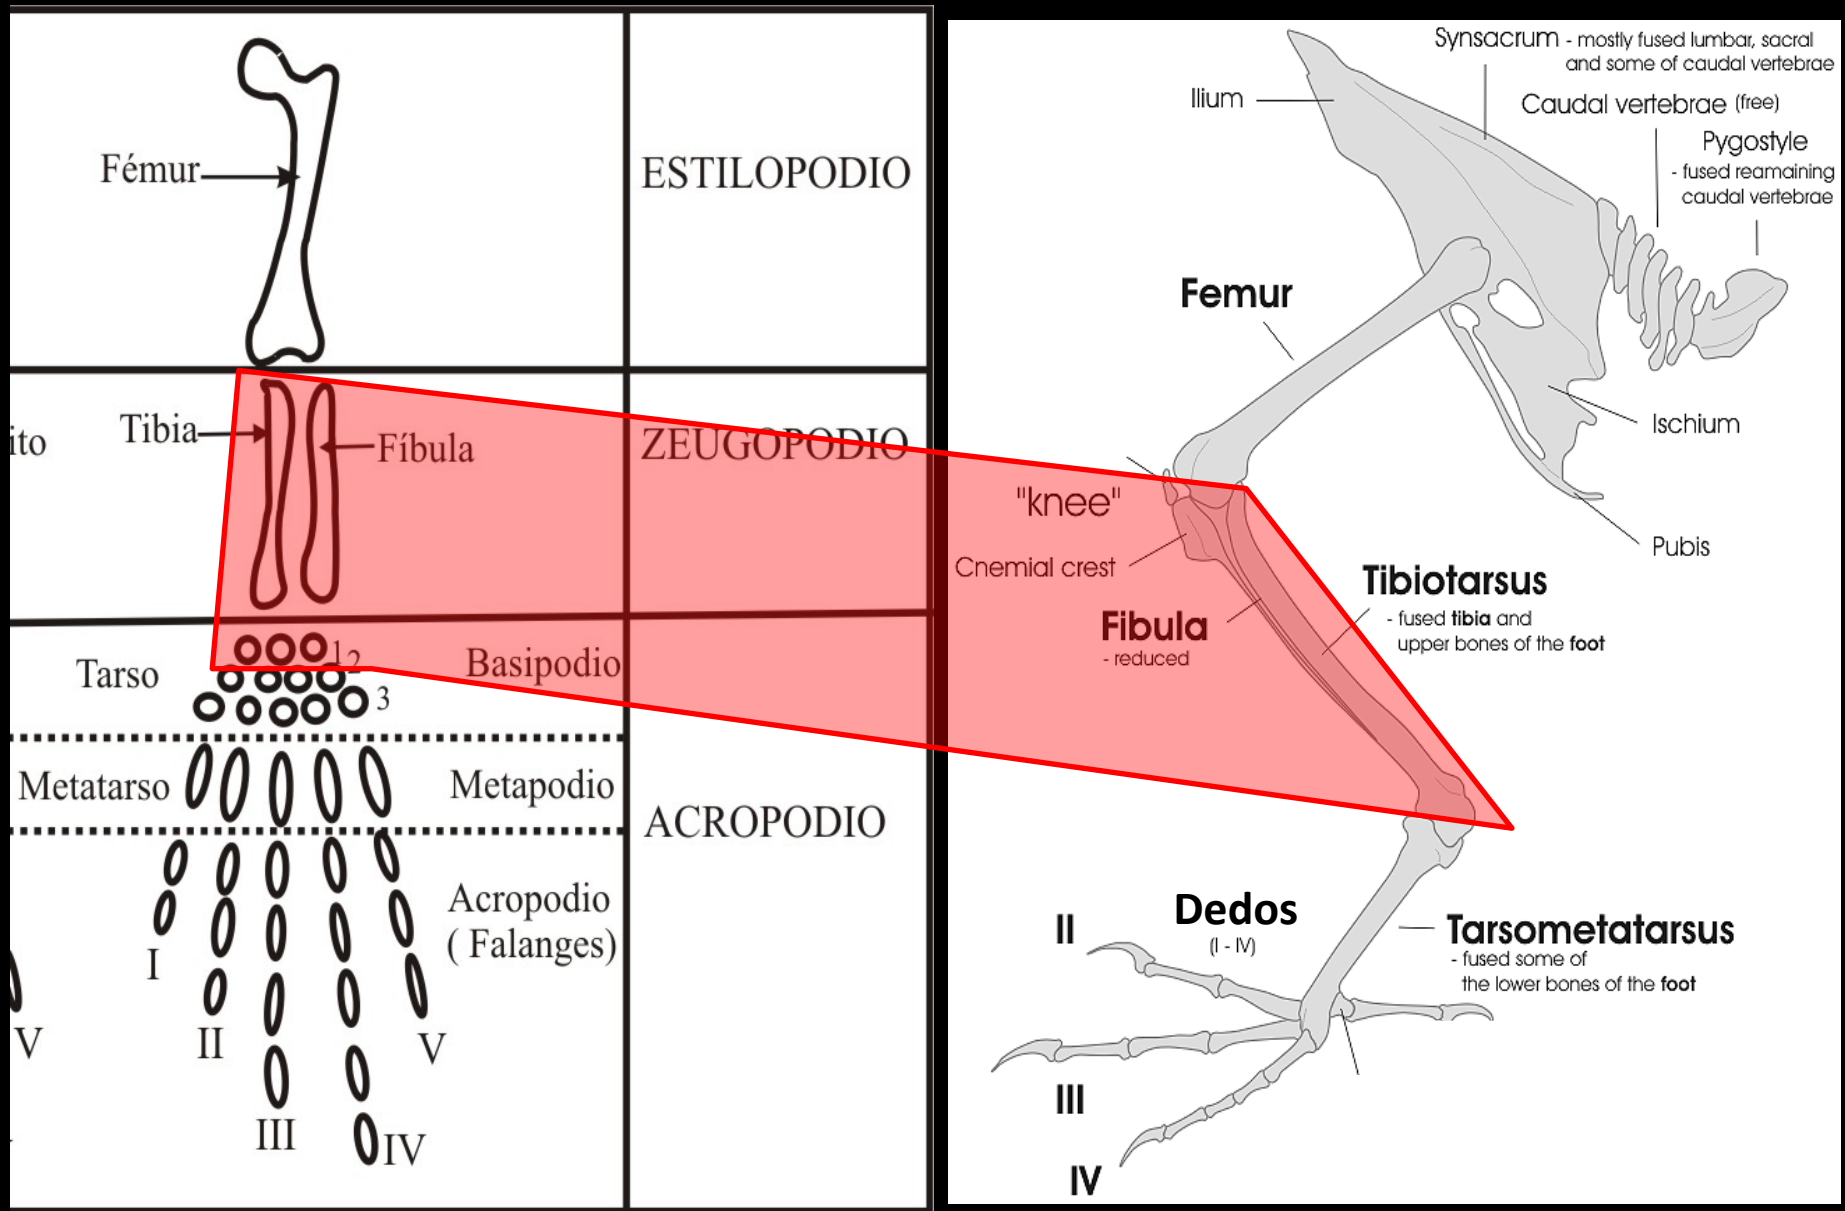 Fémur
ESTILOPODIO
ito
Tibia
Fíbula
ZEUGOPODIO
Tarso
1
2
3
Basipodio
Metatarso
Metapodio
ACROPODIO
Acropodio
( Falanges)
I
II
III
IV
V
V
Synsacrum - mostly fused lumbar, sacral
and some of caudal vertebrae
Ilium
Caudal vertebrae (free)
Pygostyle
- fused reamaining
caudal vertebrae
Femur
Ischium
"knee"
Pubis
Cnemial crest
Tibiotarsus
- fused tibia and
upper bones of the foot
Fibula
- reduced
Dedos
(I - IV)
II
Tarsometatarsus
- fused some of
the lower bones of the foot
III
IV